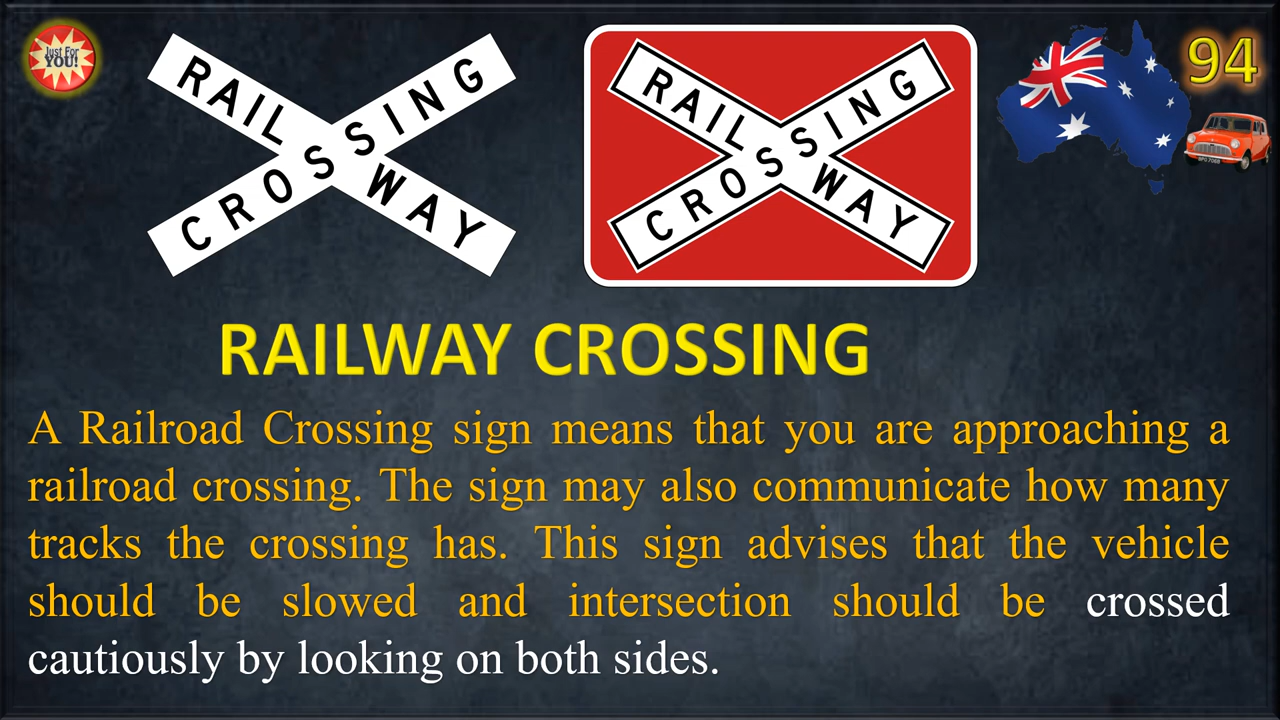 Just For
YOU!
RAILWAY
CROSSING
RAILWAY
CROSSING
94
RAILWAY CROSSING
A Railroad Crossing sign means that you are approaching a
railroad crossing. The sign may also communicate how many
tracks the crossing has. This sign advises that the vehicle
should be slowed and intersection should be crossed
cautiously by looking on both sides.